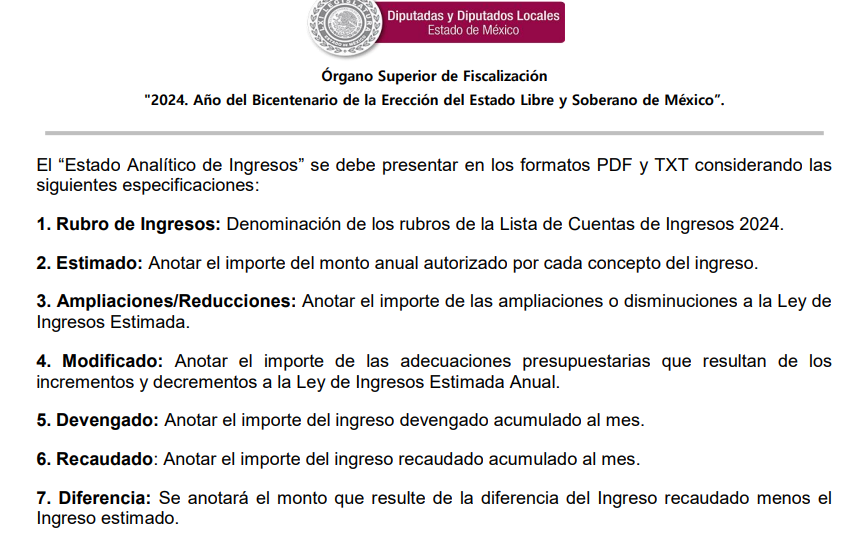 Diputadas y Diputados Locales
Estado de México
Órgano Superior de Fiscalización
"2024. Año del Bicentenario de la Erección del Estado Libre y Soberano de México”.
El “Estado Analítico de Ingresos” se debe presentar en los formatos PDF y TXT considerando las
siguientes especificaciones:
1. Rubro de Ingresos: Denominación de los rubros de la Lista de Cuentas de Ingresos 2024.
2. Estimado: Anotar el importe del monto anual autorizado por cada concepto del ingreso.
3. Ampliaciones/Reducciones: Anotar el importe de las ampliaciones o disminuciones a la Ley de
Ingresos Estimada.
4. Modificado: Anotar el importe de las adecuaciones presupuestarias que resultan de los
incrementos y decrementos a la Ley de Ingresos Estimada Anual.
5. Devengado: Anotar el importe del ingreso devengado acumulado al mes.
6. Recaudado: Anotar el importe del ingreso recaudado acumulado al mes.
7. Diferencia: Se anotará el monto que resulte de la diferencia del Ingreso recaudado menos el
Ingreso estimado.